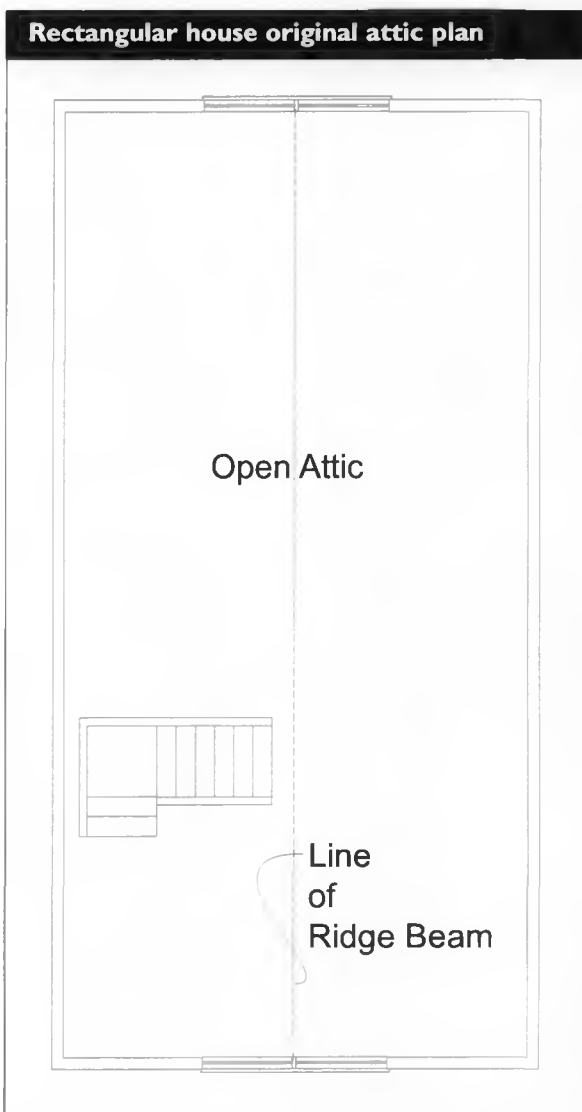 Rectangular house original attic plan
Open Attic
Line
of
Ridge Beam